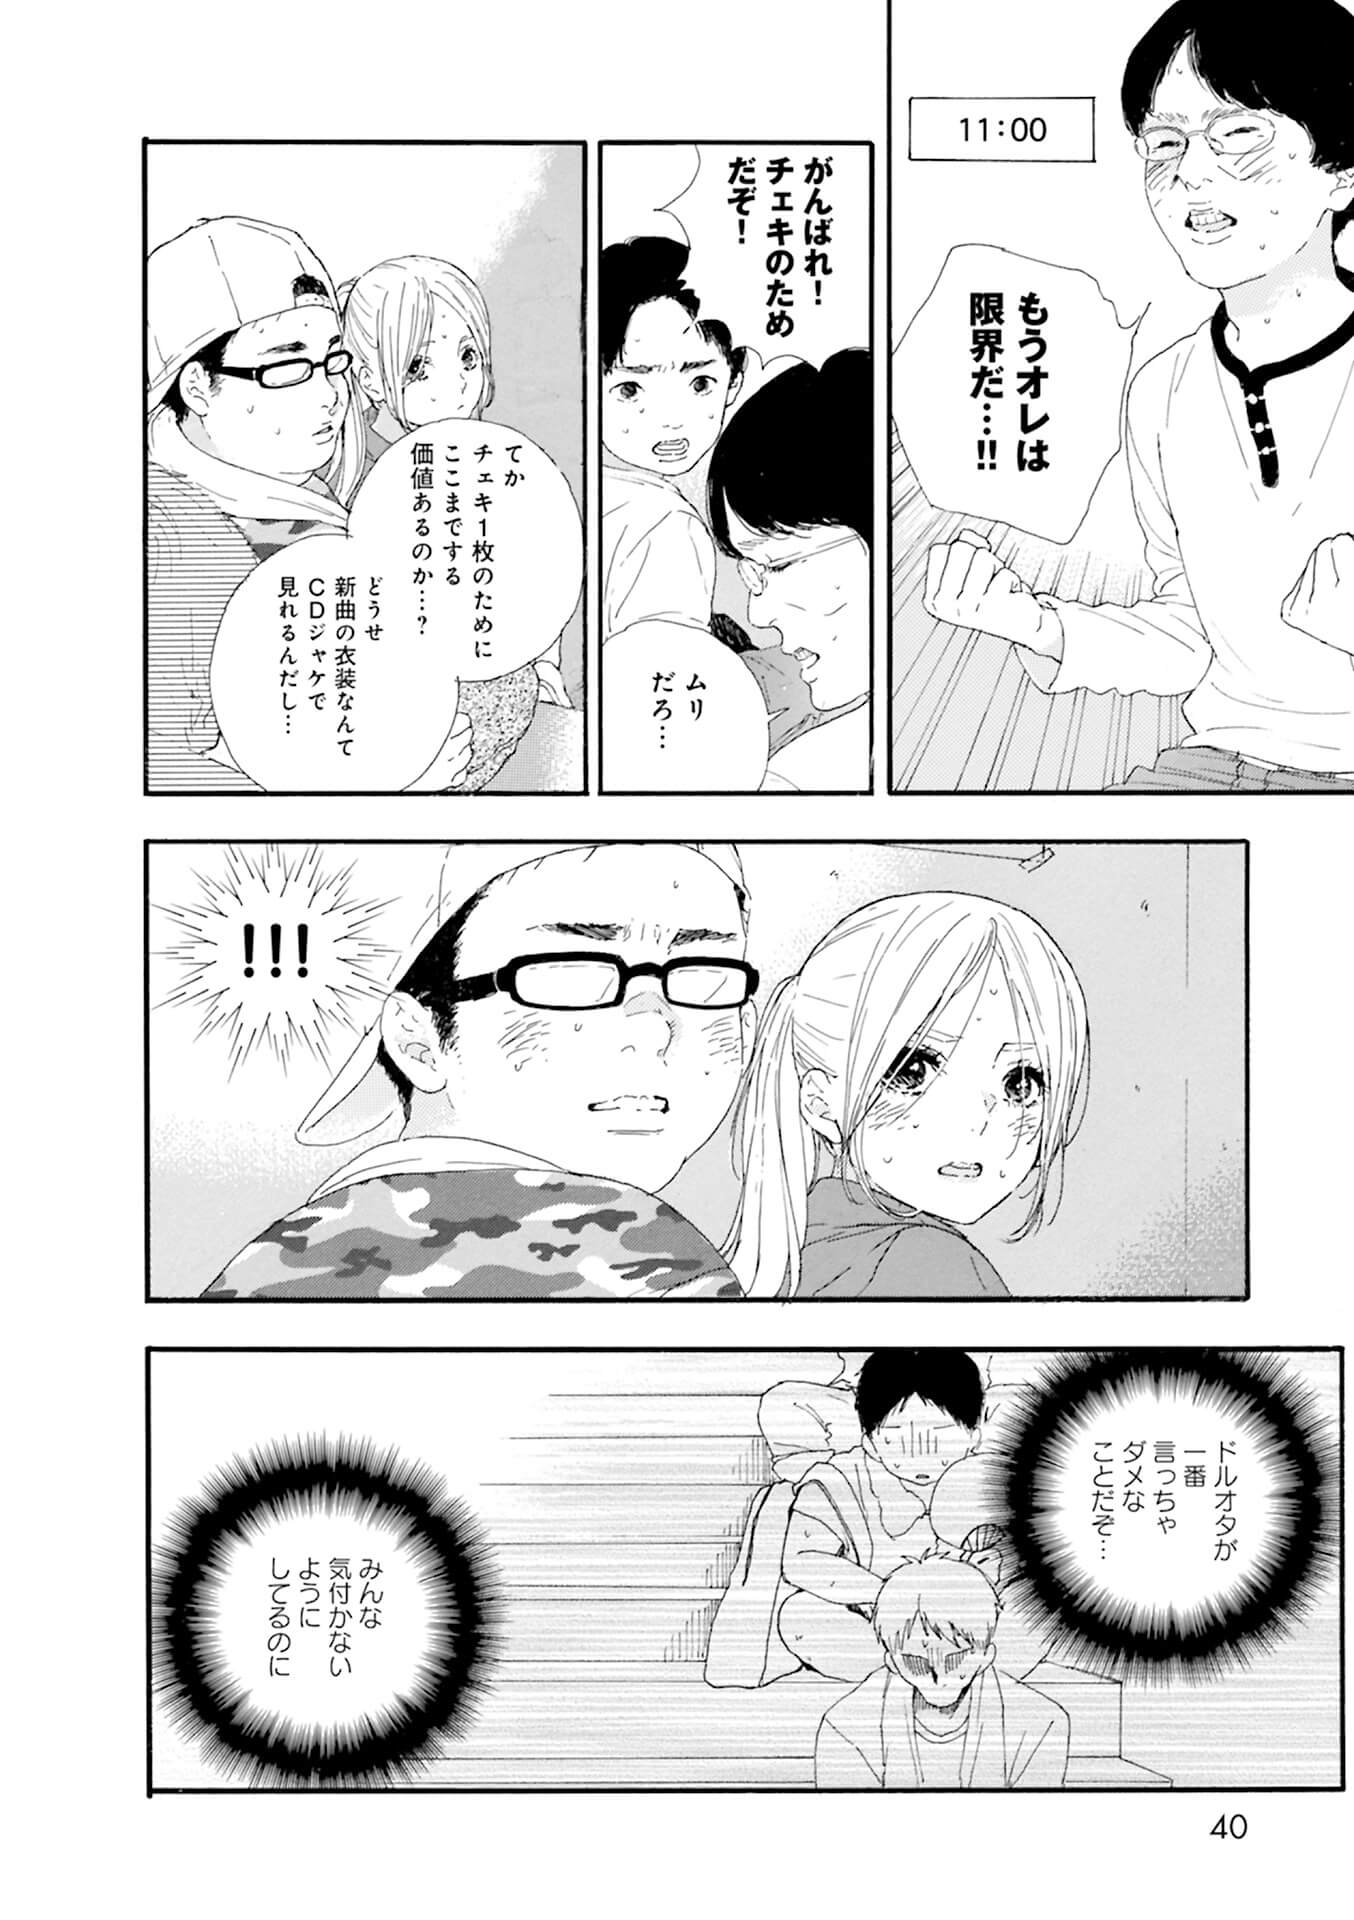 11:00
もうオレは
限界だ…!!
がんばれ！
チェキのため
だぞ！
ムリ
だろ…
てか
チェキ1枚のために
ここまでする
価値あるのか…？
どうせ
新曲の衣装なんて
CDジャケで
見れるんだし…
!!!
ドルオタが
一番
言っちゃ
ダメな
ことだぞ…
みんな
気付かない
ように
してるのに
40